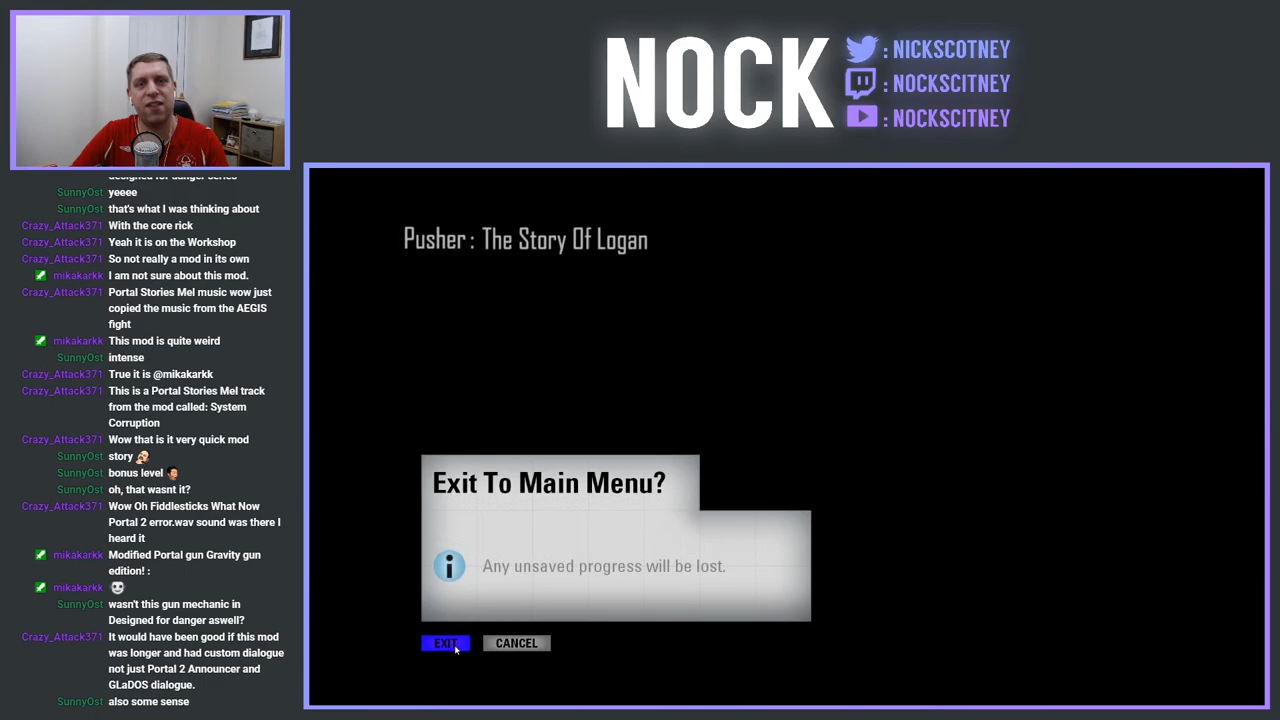 NOCK
: NICKSCOTNEY
: NOCKSCITNEY
: NOCKSCITNEY
designed for danger series
SunnyOst yeeee
SunnyOst that's what I was thinking about
Crazy_Attack371 With the core rick
Crazy_Attack371 Yeah it is on the Workshop
Crazy_Attack371 So not really a mod in its own
mikakarkk I am not sure about this mod.
Crazy_Attack371 Portal Stories Mel music wow just
copied the music from the AEGIS
fight
mikakarkk This mod is quite weird
SunnyOst intense
Crazy_Attack371 True it is @mikakarkk
Crazy_Attack371 This is a Portal Stories Mel track
from the mod called: System
Corruption
Crazy_Attack371 Wow that is it very quick mod
SunnyOst story
SunnyOst bonus level
SunnyOst oh, that wasnt it?
Crazy_Attack371 Wow Oh Fiddlesticks What Now
Portal 2 error.wav sound was there I
heard it
mikakarkk Modified Portal gun Gravity gun
edition! :
mikakarkk
SunnyOst wasn't this gun mechanic in
Designed for danger aswell?
Crazy_Attack371 It would have been good if this mod
was longer and had custom dialogue
not just Portal 2 Announcer and
GLaDOS dialogue.
SunnyOst also some sense
Pusher : The Story Of Logan
Exit To Main Menu?
Any unsaved progress will be lost.
EXIT
CANCEL